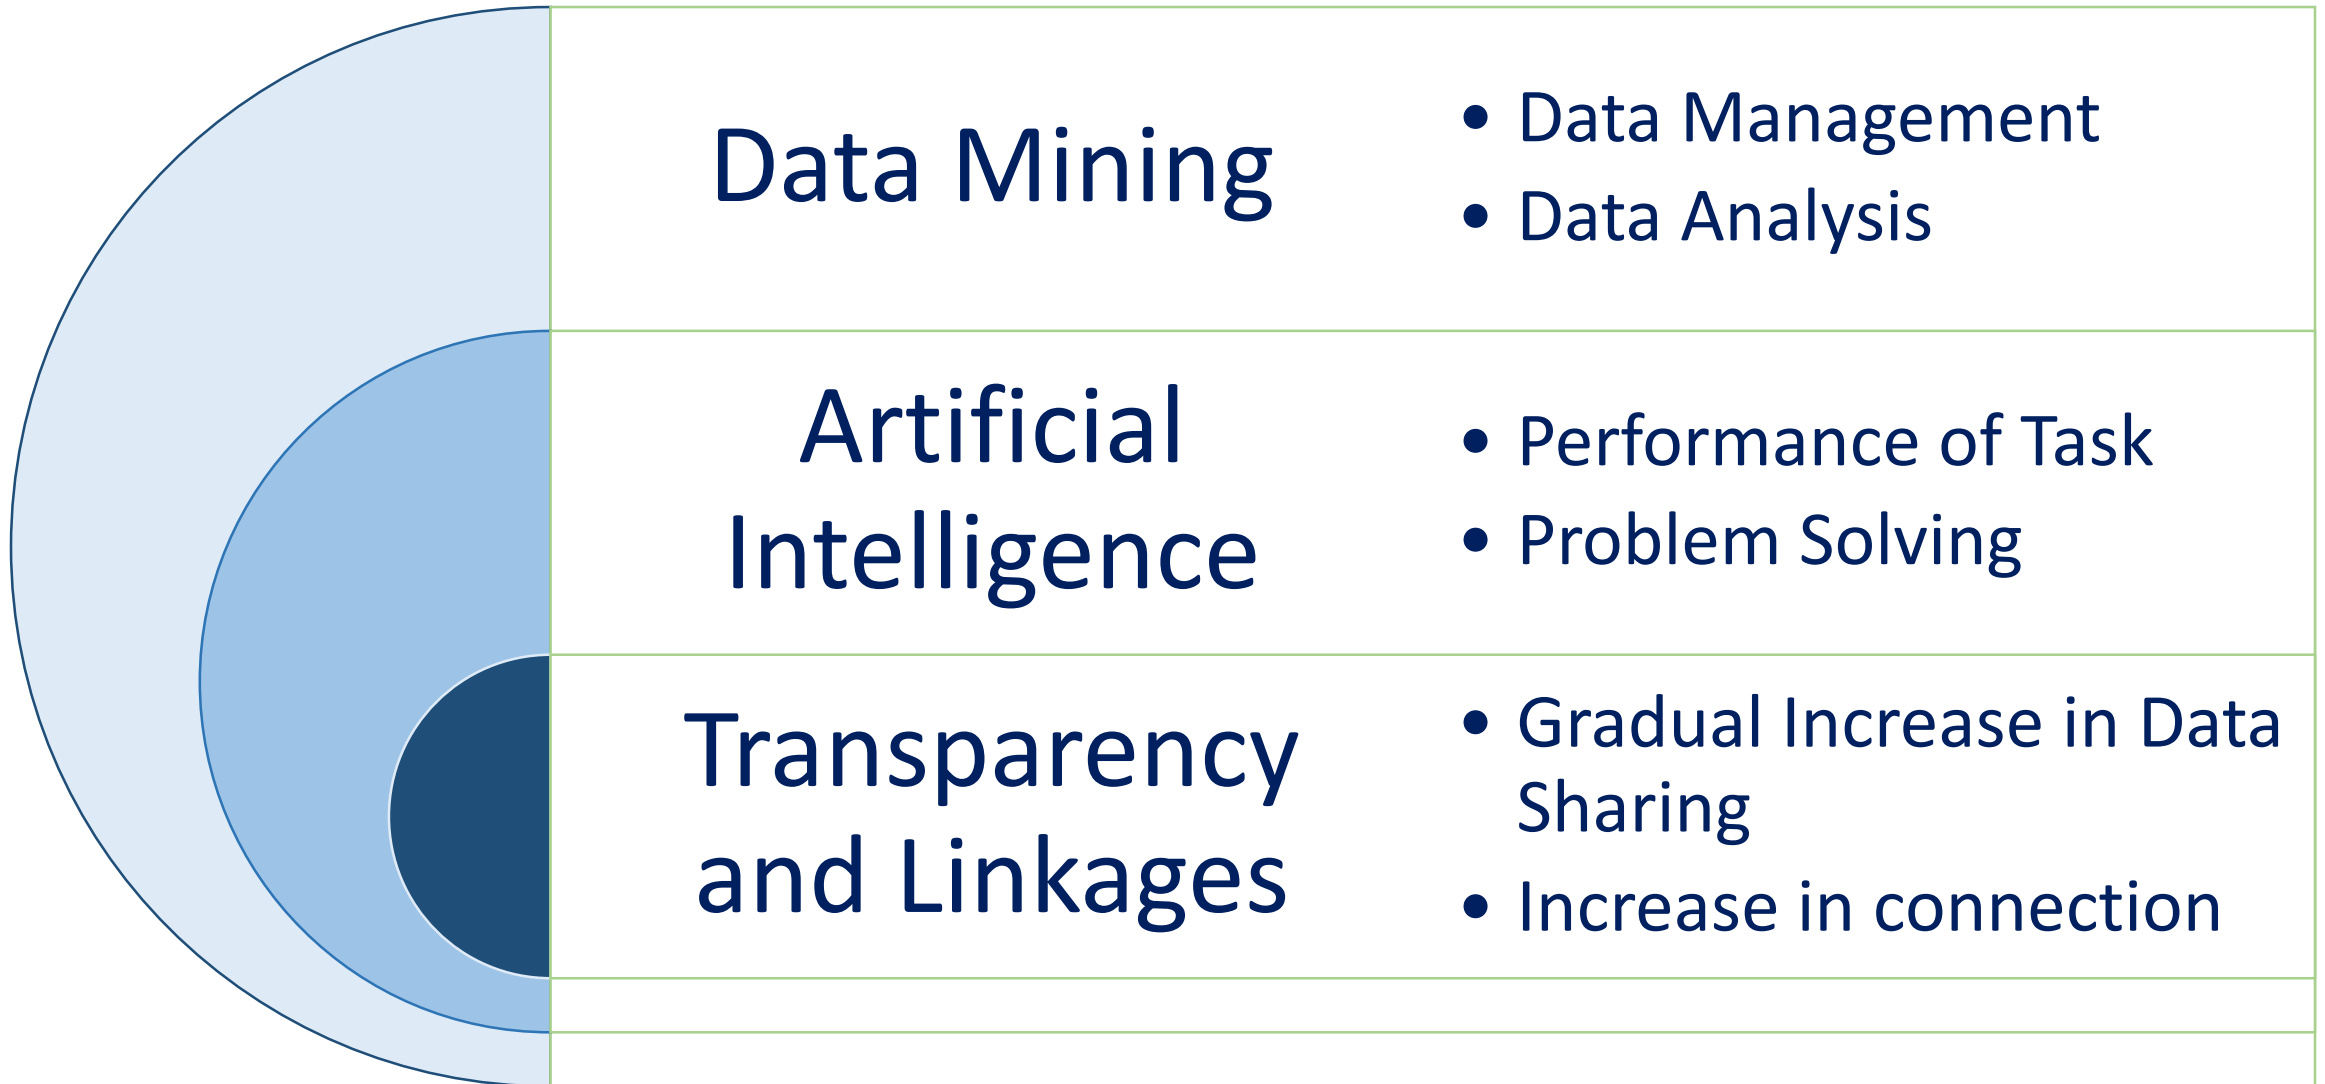 Data Mining
• Data Management
• Data Analysis
Artificial
Intelligence
• Performance of Task
• Problem Solving
Transparency
and Linkages
• Gradual Increase in Data
Sharing
• Increase in connection